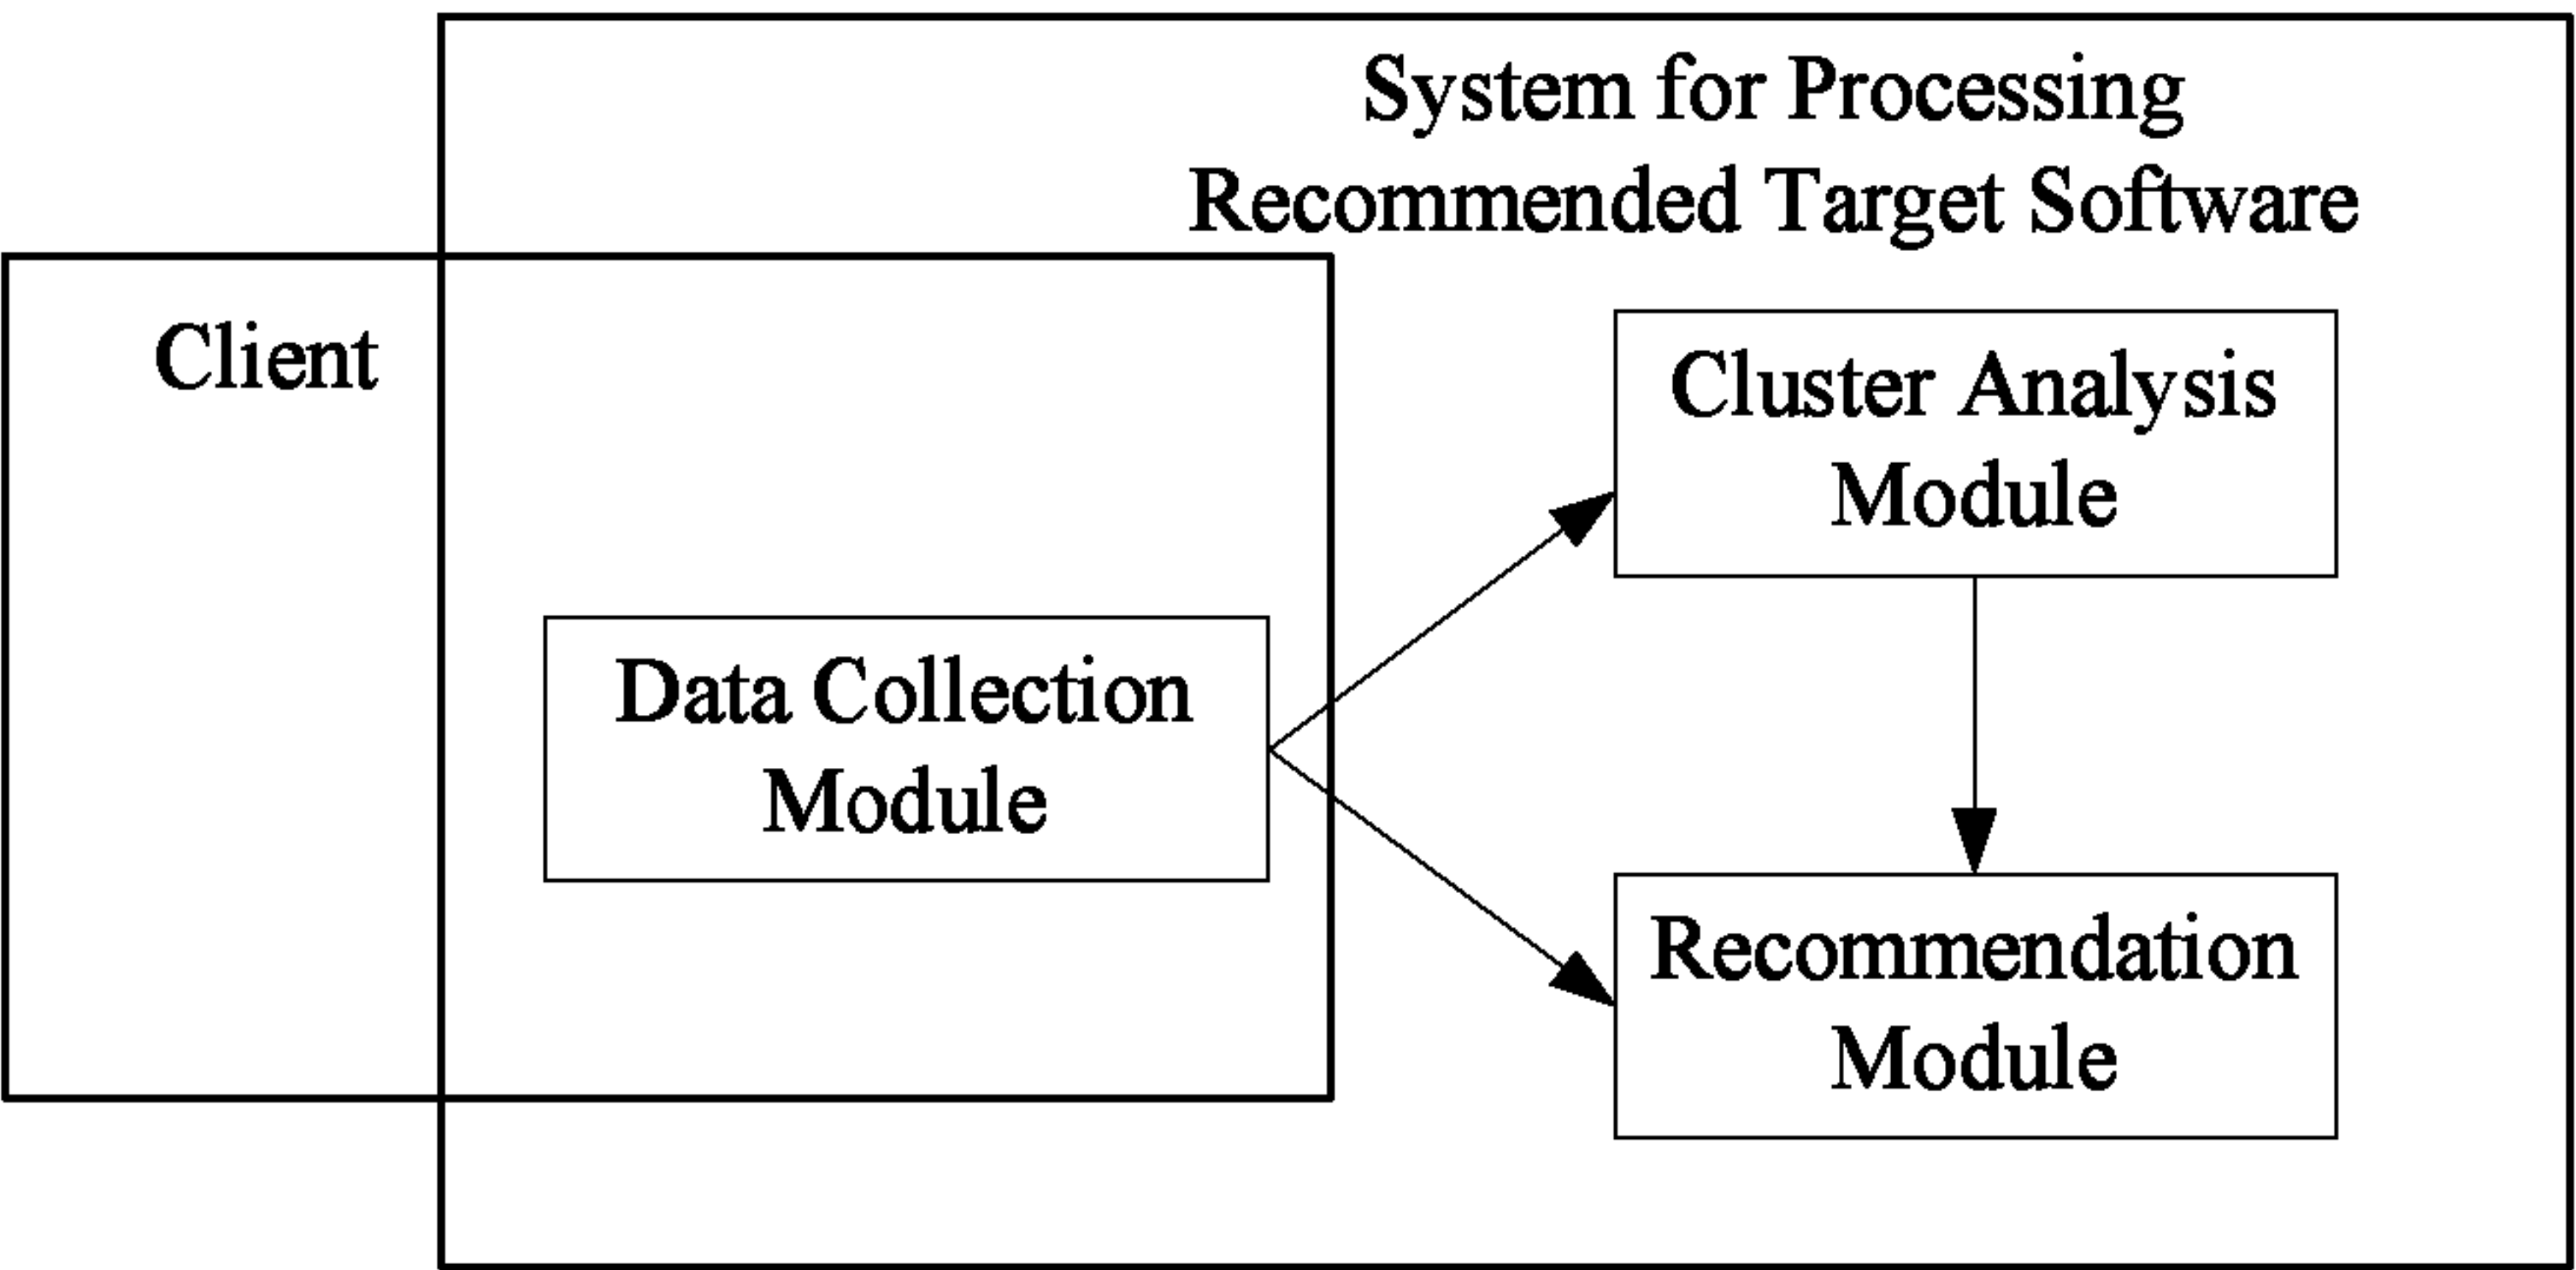 System for Processing
Recommended Target Software
Client
Cluster Analysis
Module
Data Collection
Module
Recommendation
Module